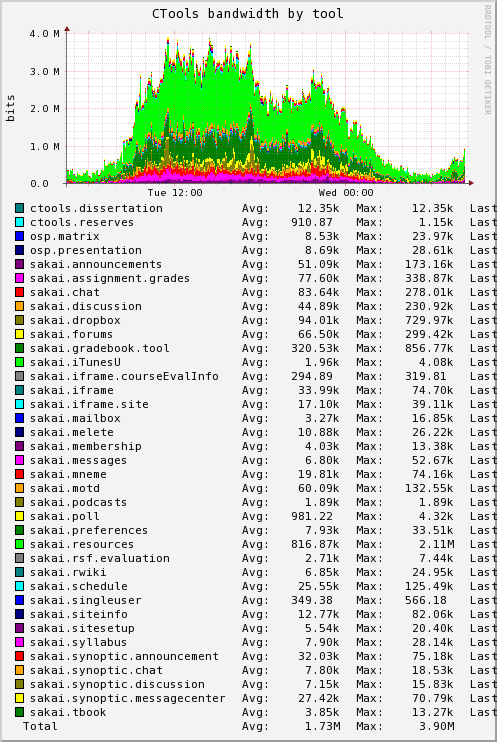 CTools bandwidth by tool
RRDTOOL / TOBI OETIKER
bits
4.0 M
3.0 M
2.0 M
1.0 M
0.0
Tue 12:00 Wed 00:00
ctools.dissertation Avg: 12.35k Max: 12.35k Last
ctools.reserves Avg: 910.87 Max: 1.15k Last
osp.matrix Avg: 8.53k Max: 23.97k Last
osp.presentation Avg: 8.69k Max: 28.61k Last
sakai.announcements Avg: 51.09k Max: 173.16k Last
sakai.assignment.grades Avg: 77.60k Max: 338.87k Last
sakai.chat Avg: 83.64k Max: 278.01k Last
sakai.discussion Avg: 44.89k Max: 230.92k Last
sakai.dropbox Avg: 94.01k Max: 729.97k Last
sakai.forums Avg: 66.50k Max: 299.42k Last
sakai.gradebook.tool Avg: 320.53k Max: 856.77k Last
sakai.iTunesU Avg: 1.96k Max: 4.08k Last
sakai.iframe.courseEvalInfo Avg: 294.89 Max: 319.81 Last
sakai.iframe Avg: 33.99k Max: 74.70k Last
sakai.iframe.site Avg: 17.10k Max: 39.11k Last
sakai.mailbox Avg: 3.27k Max: 16.85k Last
sakai.melete Avg: 10.88k Max: 26.22k Last
sakai.membership Avg: 4.03k Max: 13.38k Last
sakai.messages Avg: 6.80k Max: 52.67k Last
sakai.mneme Avg: 19.81k Max: 74.16k Last
sakai.motd Avg: 60.09k Max: 132.55k Last
sakai.podcasts Avg: 1.89k Max: 1.89k Last
sakai.poll Avg: 981.22 Max: 4.32k Last
sakai.preferences Avg: 7.93k Max: 33.51k Last
sakai.resources Avg: 816.87k Max: 2.11M Last
sakai.rsf.evaluation Avg: 2.71k Max: 7.44k Last
sakai.rwiki Avg: 6.85k Max: 24.95k Last
sakai.schedule Avg: 25.55k Max: 125.49k Last
sakai.singleuser Avg: 349.38 Max: 566.18 Last
sakai.siteinfo Avg: 12.77k Max: 82.06k Last
sakai.sitesetup Avg: 5.54k Max: 20.40k Last
sakai.syllabus Avg: 7.90k Max: 28.14k Last
sakai.synoptic.announcement Avg: 32.03k Max: 75.18k Last
sakai.synoptic.chat Avg: 7.80k Max: 18.53k Last
sakai.synoptic.discussion Avg: 7.15k Max: 15.83k Last
sakai.synoptic.messagecenter Avg: 27.42k Max: 70.79k Last
sakai.tbook Avg: 3.85k Max: 13.27k Last
Total Avg: 1.73M Max: 3.90M Last